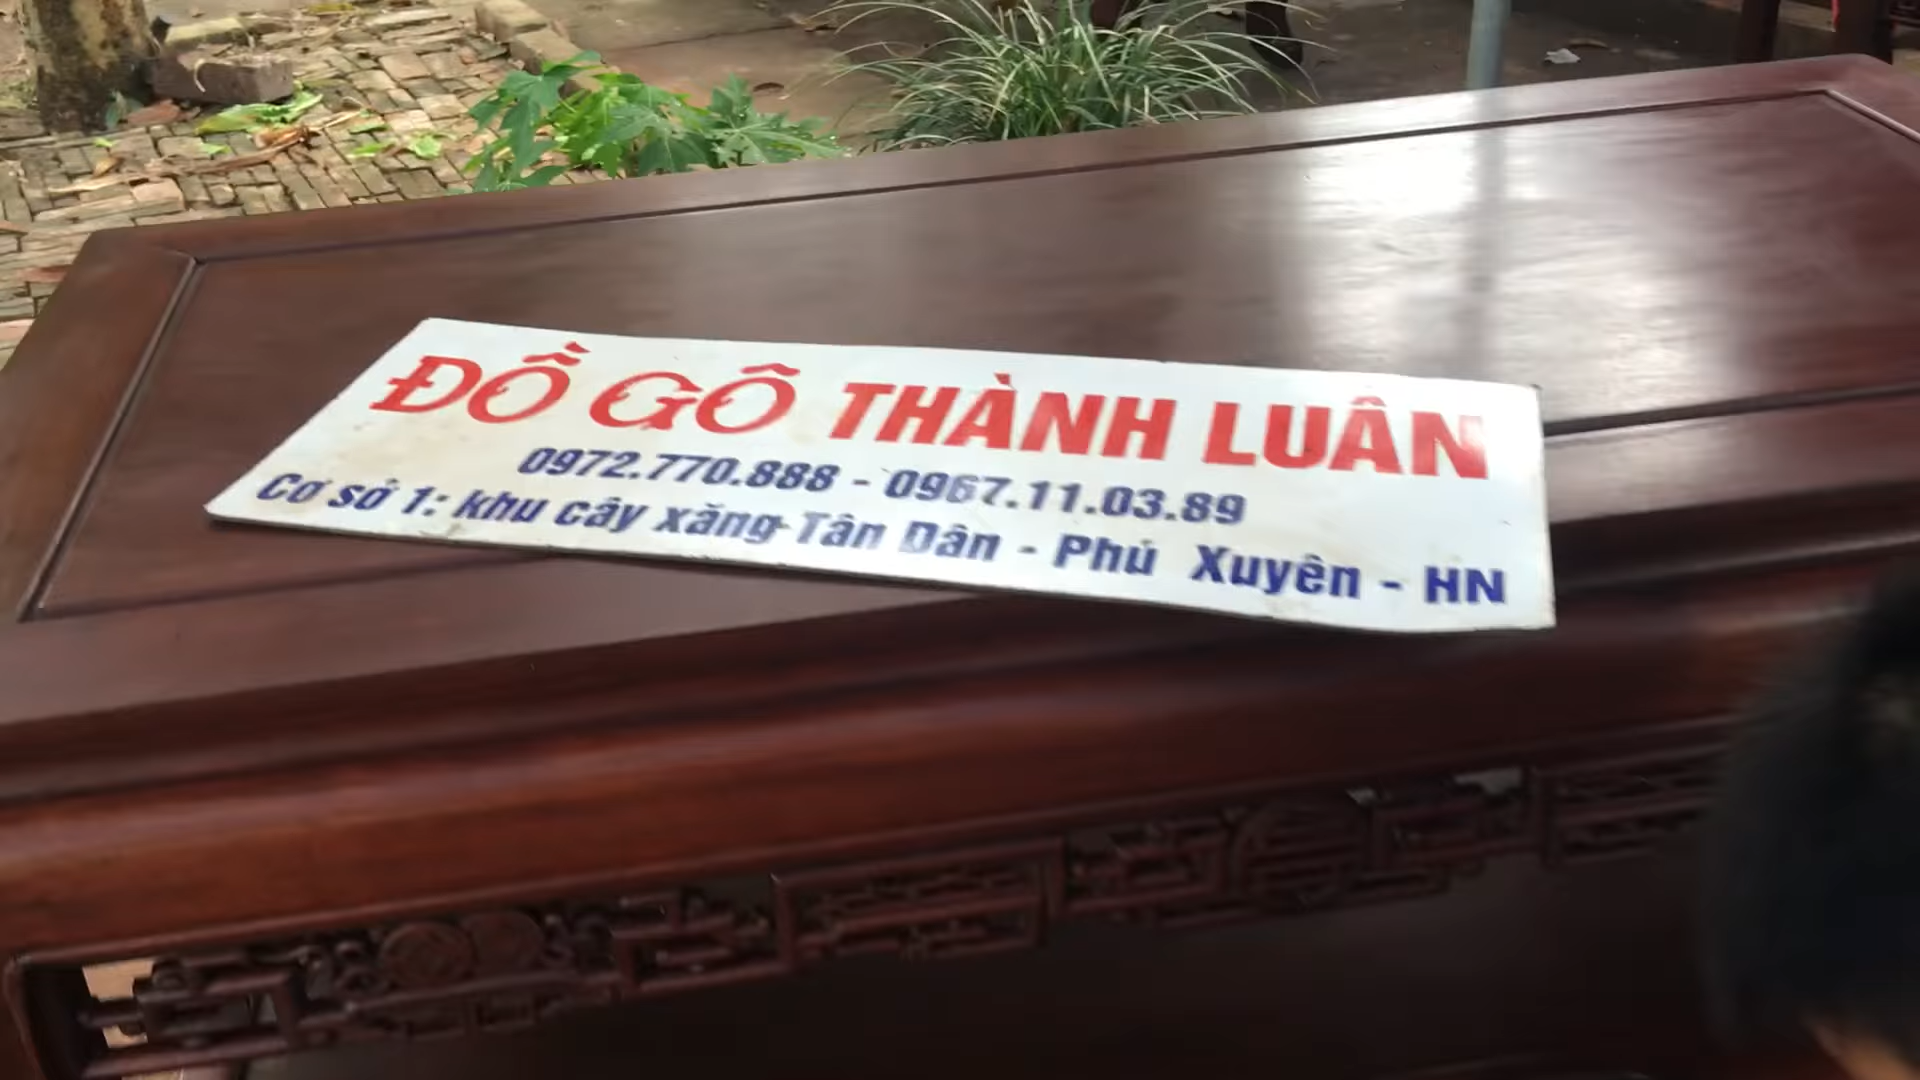 ĐỒ GÔ THÀNH LUÂN
0972.770.888 - 0967.11.03.89
Cơ sở 1: khu cây xăng Tân Dân - Phú Xuyên - HN